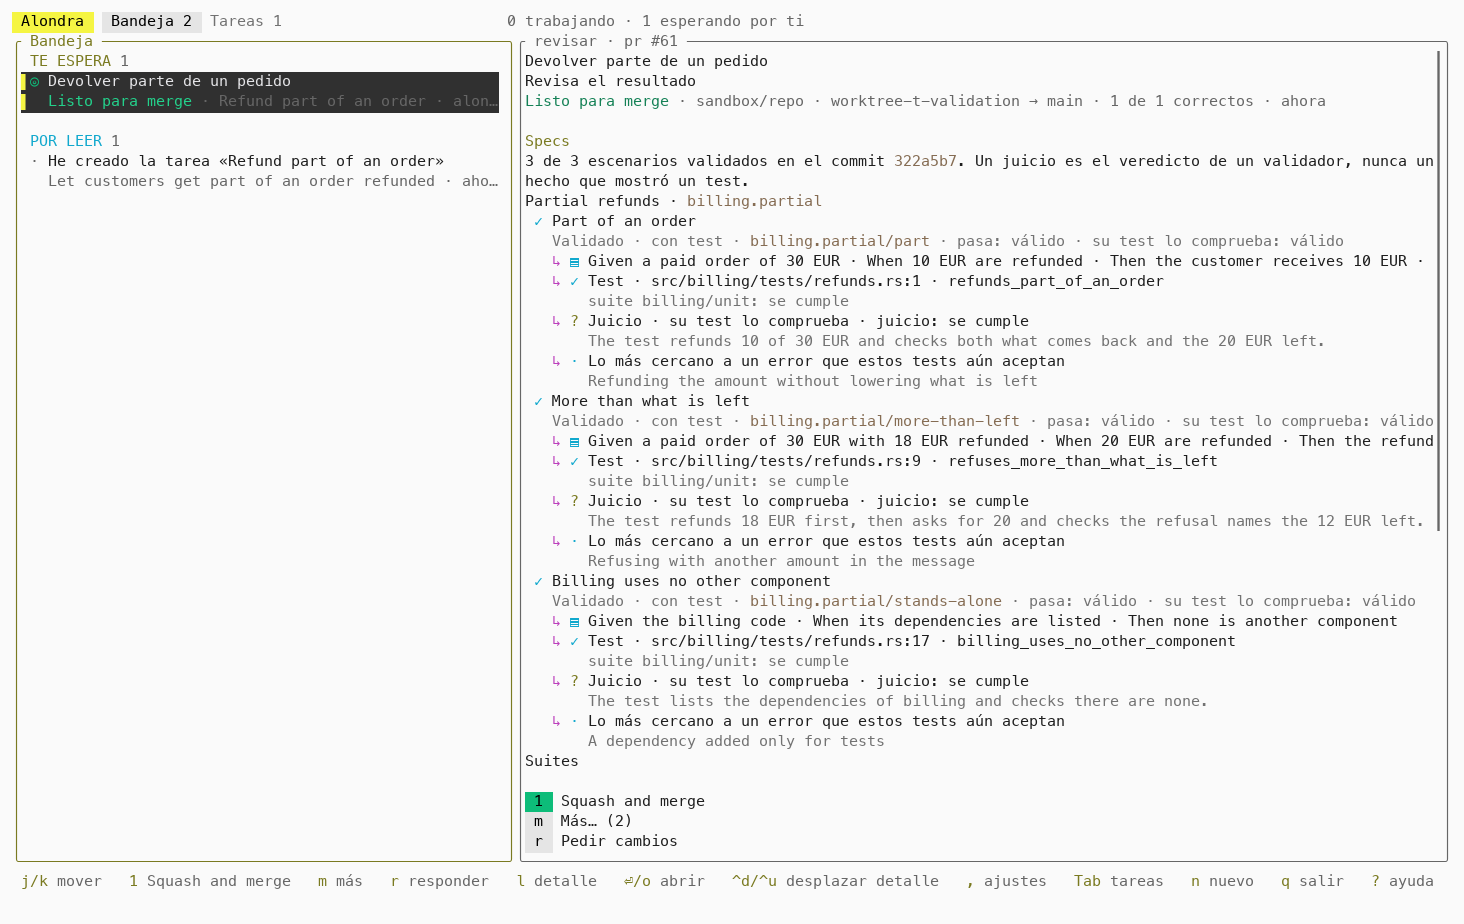 Alondra Bandeja 2 Tareas 1 0 trabajando · 1 esperando por ti
Bandeja
TE ESPERA 1
☺ Devolver parte de un pedido
Listo para merge · Refund part of an order · alon…
POR LEER 1
· He creado la tarea «Refund part of an order»
Let customers get part of an order refunded · aho…
revisar · pr #61
Devolver parte de un pedido
Revisa el resultado
Listo para merge · sandbox/repo · worktree-t-validation → main · 1 de 1 correctos · ahora
Specs
3 de 3 escenarios validados en el commit 322a5b7. Un juicio es el veredicto de un validador, nunca un
hecho que mostró un test.
Partial refunds · billing.partial
✓ Part of an order
Validado · con test · billing.partial/part · pasa: válido · su test lo comprueba: válido
↳ ▤ Given a paid order of 30 EUR · When 10 EUR are refunded · Then the customer receives 10 EUR ·
↳ ✓ Test · src/billing/tests/refunds.rs:1 · refunds_part_of_an_order
suite billing/unit: se cumple
↳ ? Juicio · su test lo comprueba · juicio: se cumple
The test refunds 10 of 30 EUR and checks both what comes back and the 20 EUR left.
↳ · Lo más cercano a un error que estos tests aún aceptan
Refunding the amount without lowering what is left
✓ More than what is left
Validado · con test · billing.partial/more-than-left · pasa: válido · su test lo comprueba: válido
↳ ▤ Given a paid order of 30 EUR with 18 EUR refunded · When 20 EUR are refunded · Then the refund
↳ ✓ Test · src/billing/tests/refunds.rs:9 · refuses_more_than_what_is_left
suite billing/unit: se cumple
↳ ? Juicio · su test lo comprueba · juicio: se cumple
The test refunds 18 EUR first, then asks for 20 and checks the refusal names the 12 EUR left.
↳ · Lo más cercano a un error que estos tests aún aceptan
Refusing with another amount in the message
✓ Billing uses no other component
Validado · con test · billing.partial/stands-alone · pasa: válido · su test lo comprueba: válido
↳ ▤ Given the billing code · When its dependencies are listed · Then none is another component
↳ ✓ Test · src/billing/tests/refunds.rs:17 · billing_uses_no_other_component
suite billing/unit: se cumple
↳ ? Juicio · su test lo comprueba · juicio: se cumple
The test lists the dependencies of billing and checks there are none.
↳ · Lo más cercano a un error que estos tests aún aceptan
A dependency added only for tests
Suites
1 Squash and merge
m Más… (2)
r Pedir cambios
j/k mover 1 Squash and merge m más r responder l detalle ⏎/o abrir ^d/^u desplazar detalle , ajustes Tab tareas n nuevo q salir ? ayuda